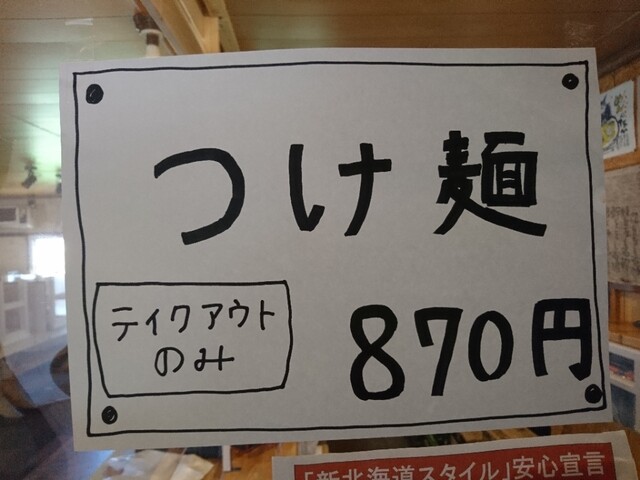 つけ麺
ティクアウト
のみ
870円
「新北海道スタイル」安心宣言